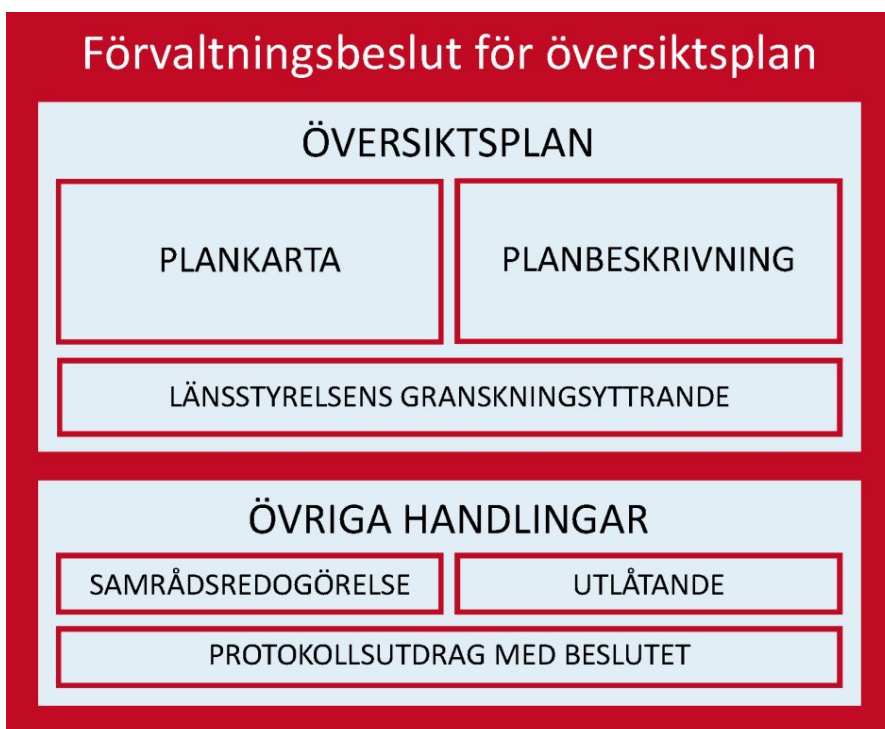 Förvaltningsbeslut för översiktsplan
ÖVERSIKTSPLAN
PLANKARTA
PLANBESKRIVNING
LÄNSSTYRELSENS GRANSKNINGSYTTRANDE
ÖVRIGA HANDLINGAR
SAMRÅDSREDOGÖRELSE
UTLÅTANDE
PROTOKOLLSUTDRAG MED BESLUTET